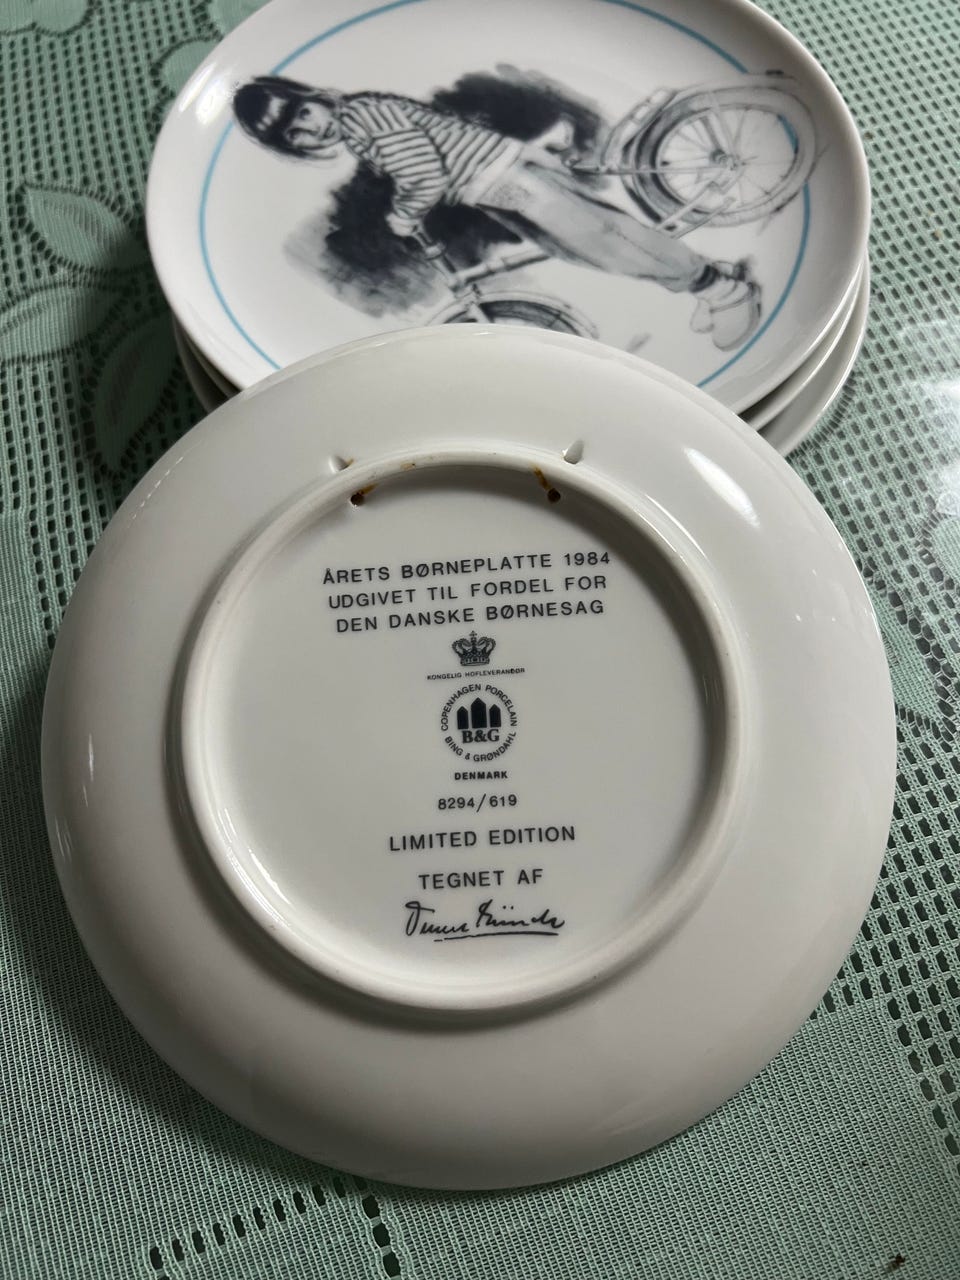 ÅRETS BØRNEPLATTE 1984
UDGIVET TIL FORDEL FOR
DEN DANSKE BØRNESAG
KONGELIG HOFLEVERANDØR
COPENHAGEN PORCELAIN
B&G
BING & GRØNDAHL
DENMARK
8294/619
LIMITED EDITION
TEGNET AF